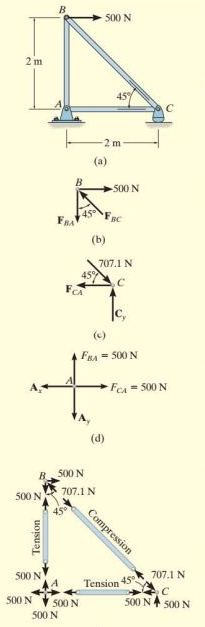 B
500 N
2 m
45°
A
C
2 m
(a)
B
500 N
45°
F_BA
F_BC
(b)
707.1 N
45°
C
F_CA
C_y
(c)
F_BA = 500 N
A_x
A
F_CA = 500 N
A_y
(d)
B
500 N
500 N
707.1 N
45°
Compression
Tension
500 N
A
Tension
45°
707.1 N
C
500 N
500 N
500 N
500 N
500 N